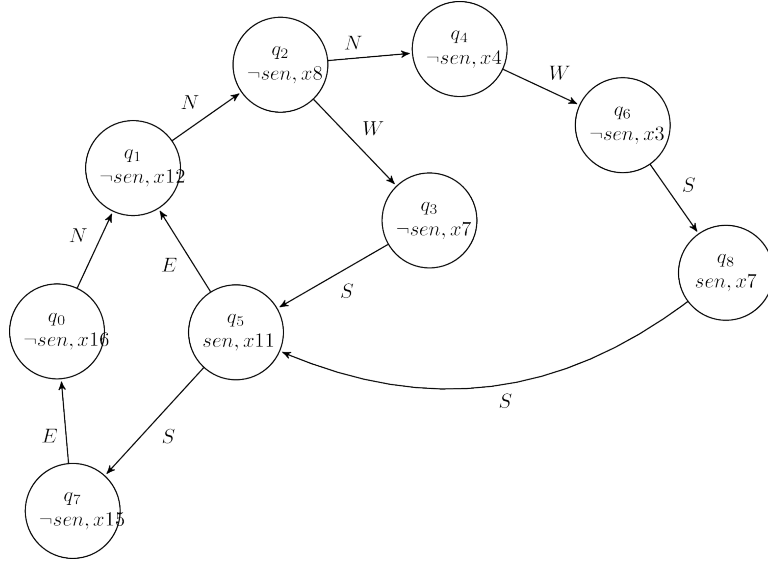 q4
¬sen, x4
N
q2
¬sen, x8
W
N
q6
¬sen, x3
W
q1
¬sen, x12
S
q3
¬sen, x7
N
E
q8
sen, x7
S
q0
¬sen, x16
q5
sen, x11
S
E
S
q7
¬sen, x15